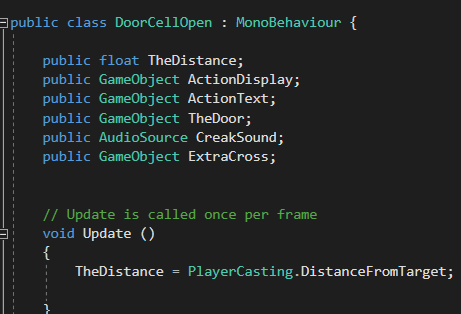 public class DoorCellOpen : MonoBehaviour {
public float TheDistance;
public GameObject ActionDisplay;
public GameObject ActionText;
public GameObject TheDoor;
public AudioSource CreakSound;
public GameObject ExtraCross;
// Update is called once per frame
void Update ()
{
TheDistance = PlayerCasting.DistanceFromTarget;
}